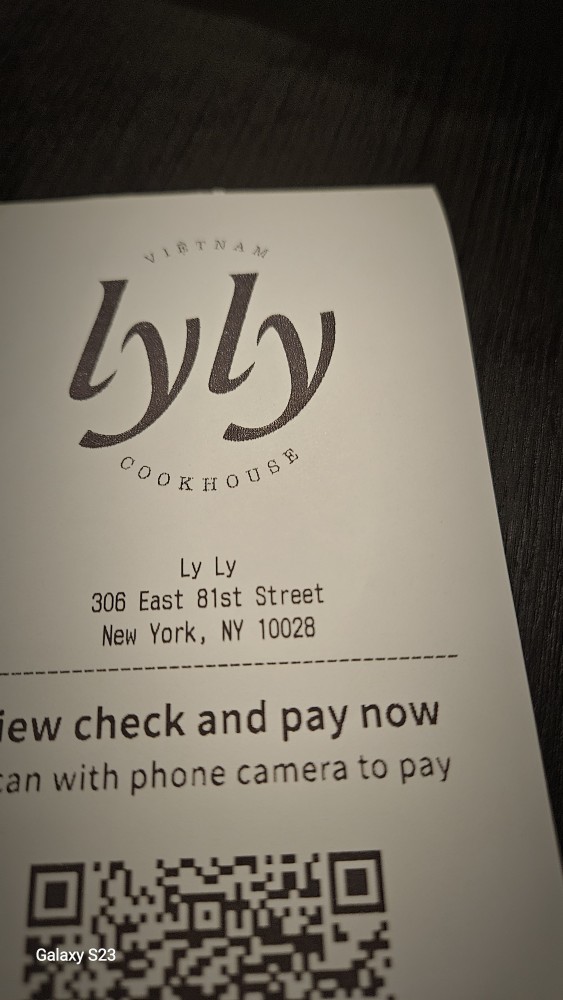 VIỆTNAM
lyly
COOKHOUSE
Ly Ly
306 East 81st Street
New York, NY 10028
iew check and pay now
can with phone camera to pay
Galaxy S23